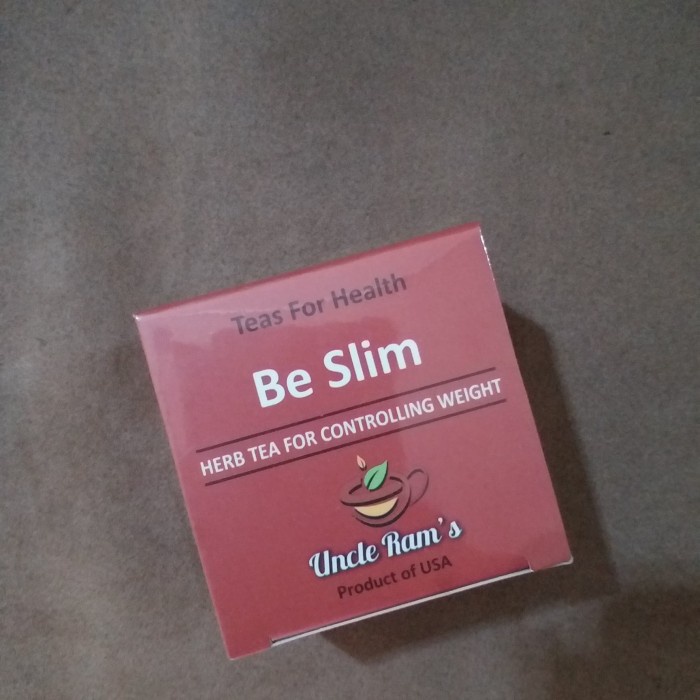 Teas For Health
Be Slim
HERB TEA FOR CONTROLLING WEIGHT
Uncle Ram's
Product of USA